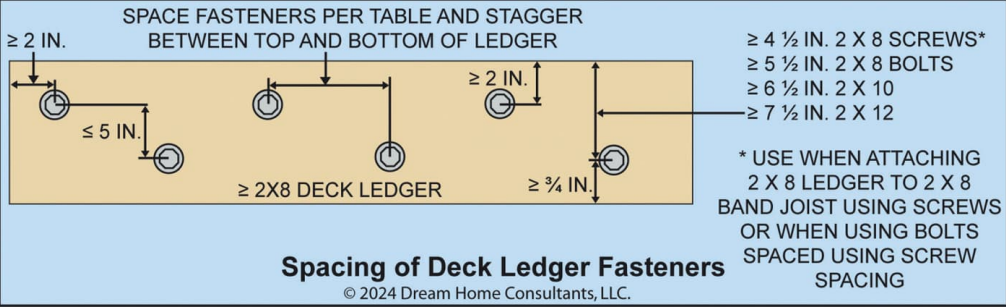 SPACE FASTENERS PER TABLE AND STAGGER
BETWEEN TOP AND BOTTOM OF LEDGER
≥ 2 IN.
≥ 2 IN.
≤ 5 IN.
≥ 2X8 DECK LEDGER
≥ ¾ IN.
≥ 4 ½ IN. 2 X 8 SCREWS*
≥ 5 ½ IN. 2 X 8 BOLTS
≥ 6 ½ IN. 2 X 10
≥ 7 ½ IN. 2 X 12
* USE WHEN ATTACHING
2 X 8 LEDGER TO 2 X 8
BAND JOIST USING SCREWS
OR WHEN USING BOLTS
SPACED USING SCREW
SPACING
Spacing of Deck Ledger Fasteners
© 2024 Dream Home Consultants, LLC.